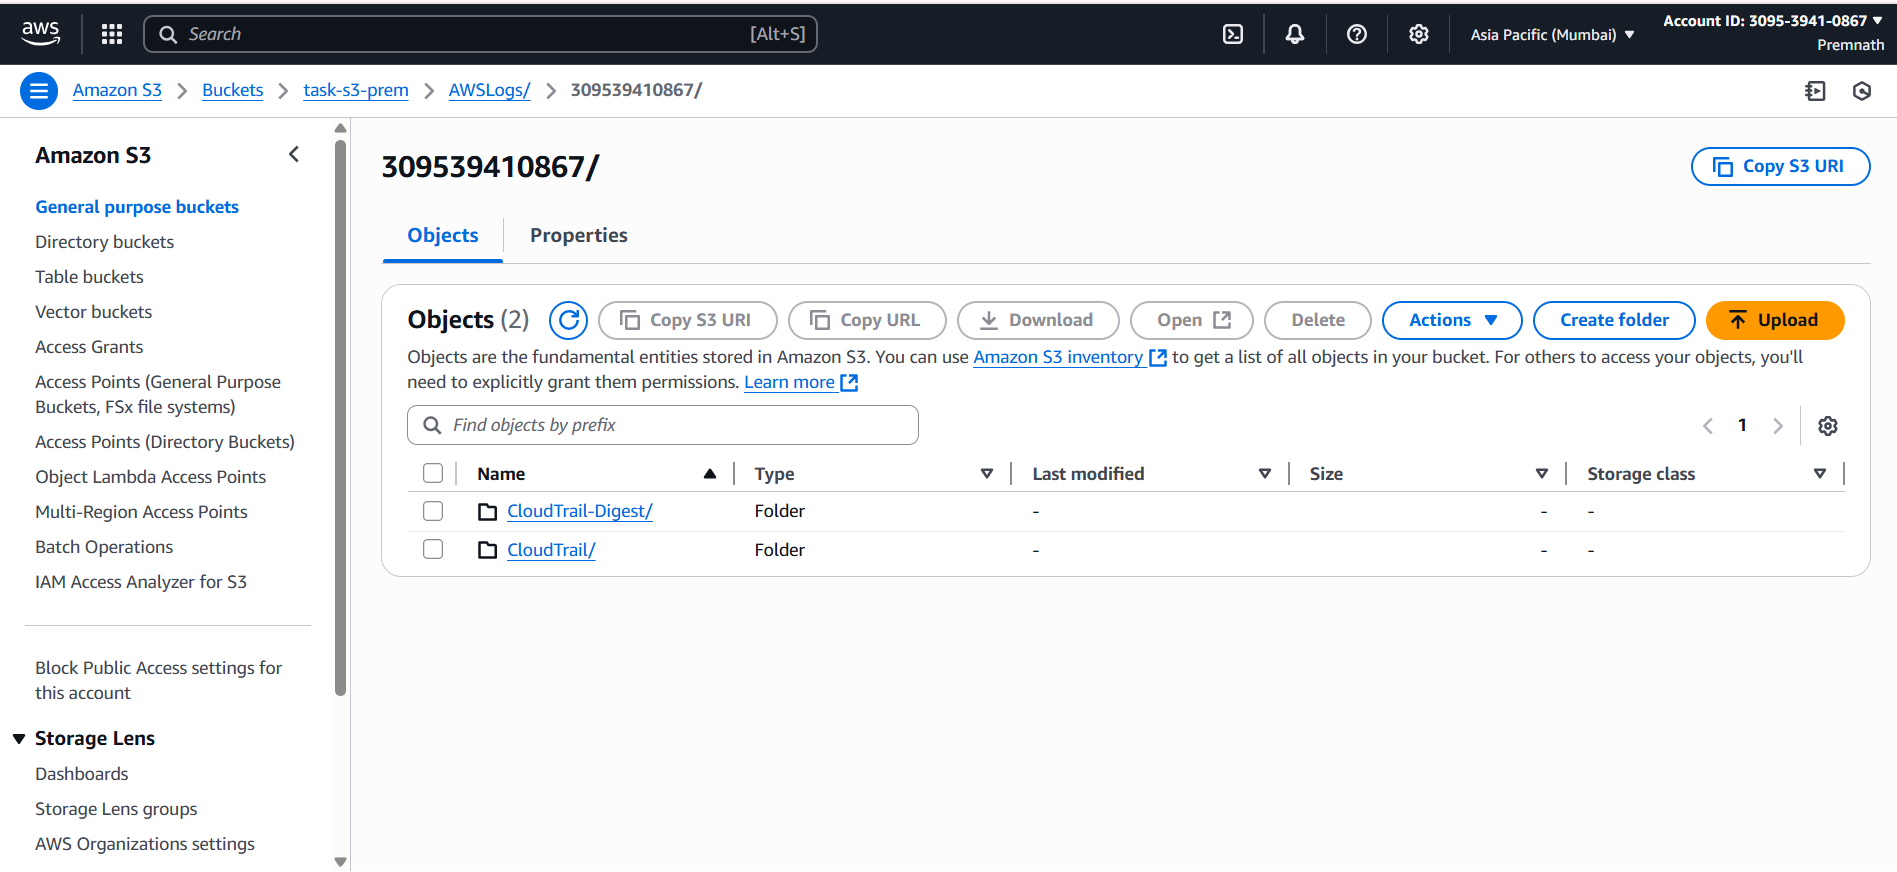 aws
Search [Alt+S]
Asia Pacific (Mumbai)
Account ID: 3095-3941-0867
Premnath
Amazon S3 Buckets task-s3-prem AWSLogs/ 309539410867/
Amazon S3
General purpose buckets
Directory buckets
Table buckets
Vector buckets
Access Grants
Access Points (General Purpose
Buckets, FSx file systems)
Access Points (Directory Buckets)
Object Lambda Access Points
Multi-Region Access Points
Batch Operations
IAM Access Analyzer for S3
Block Public Access settings for
this account
Storage Lens
Dashboards
Storage Lens groups
AWS Organizations settings
309539410867/
Copy S3 URI
Objects Properties
Objects (2) Copy S3 URI Copy URL Download Open Delete Actions Create folder Upload
Objects are the fundamental entities stored in Amazon S3. You can use Amazon S3 inventory to get a list of all objects in your bucket. For others to access your objects, you'll
need to explicitly grant them permissions. Learn more
Find objects by prefix
1
Name Type Last modified Size Storage class
CloudTrail-Digest/ Folder - - -
CloudTrail/ Folder - - -